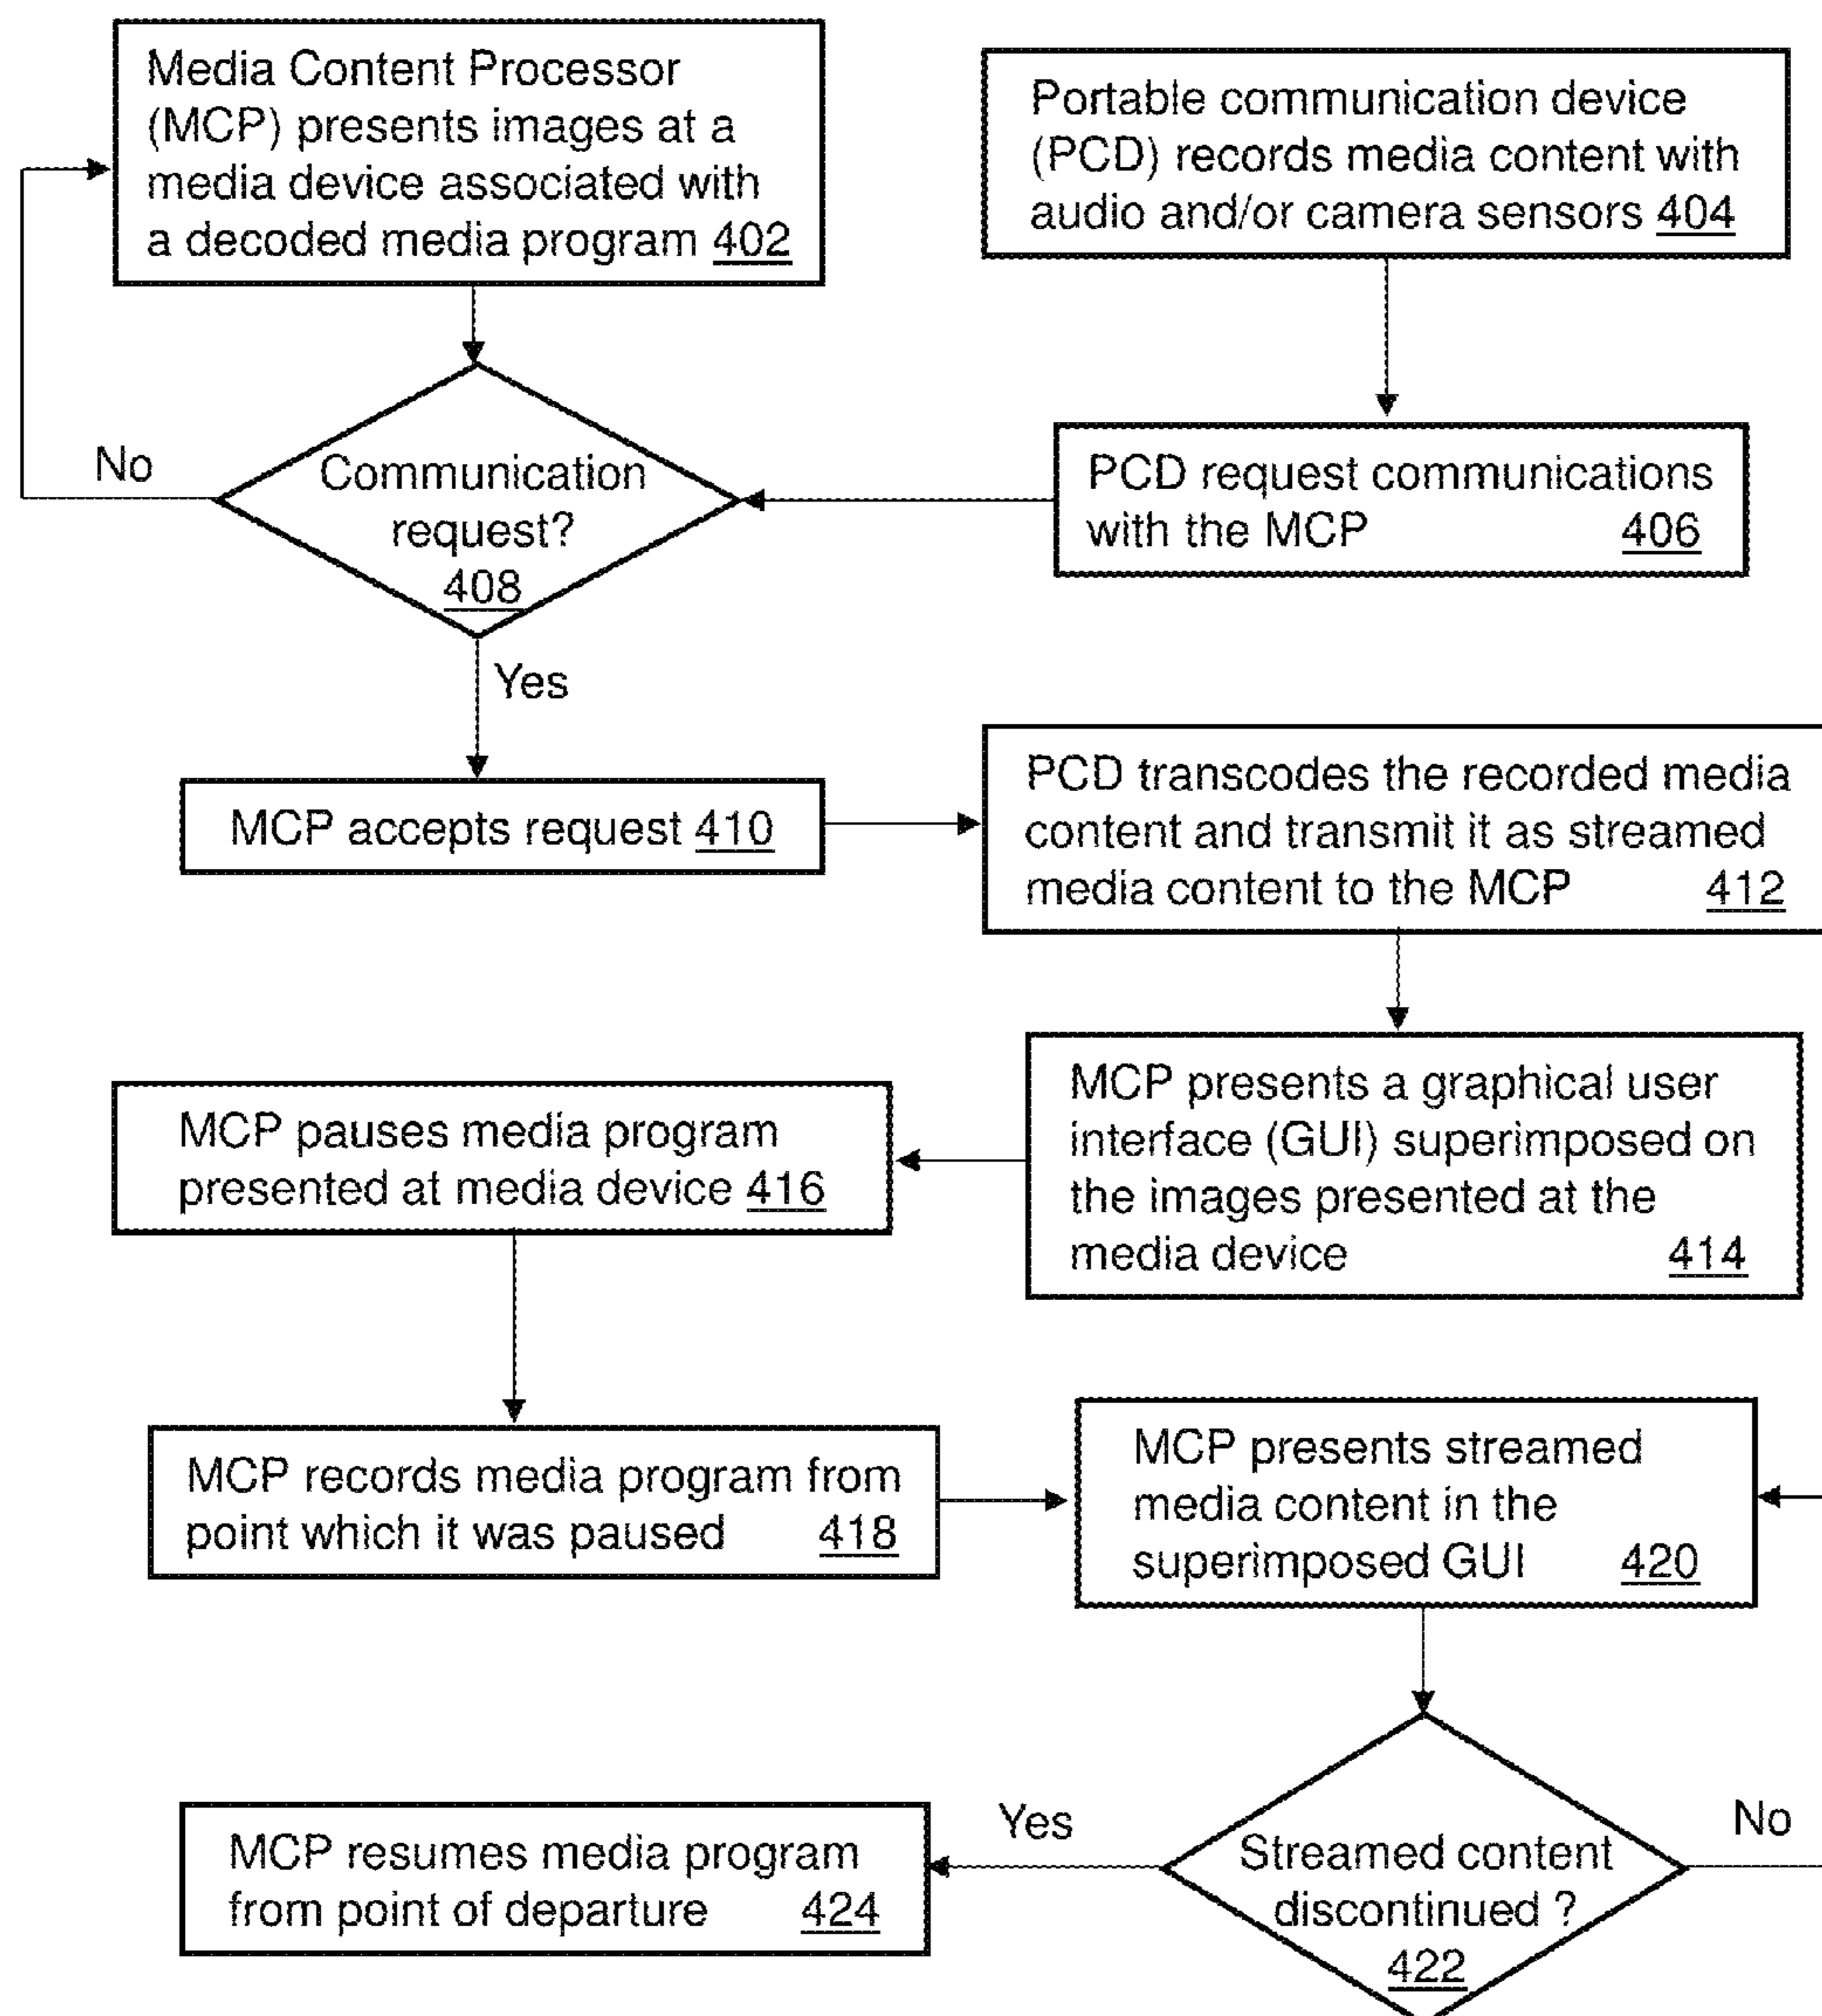 Media Content Processor
(MCP) presents images at a
media device associated with
a decoded media program 402
Portable communication device
(PCD) records media content with
audio and/or camera sensors 404
No
Communication
request?
408
PCD request communications
with the MCP 406
Yes
MCP accepts request 410
PCD transcodes the recorded media
content and transmit it as streamed
media content to the MCP 412
MCP presents a graphical user
interface (GUI) superimposed on
the images presented at the
media device 414
MCP pauses media program
presented at media device 416
MCP records media program from
point which it was paused 418
MCP presents streamed
media content in the
superimposed GUI 420
Streamed content
discontinued ?
422
Yes
No
MCP resumes media program
from point of departure 424